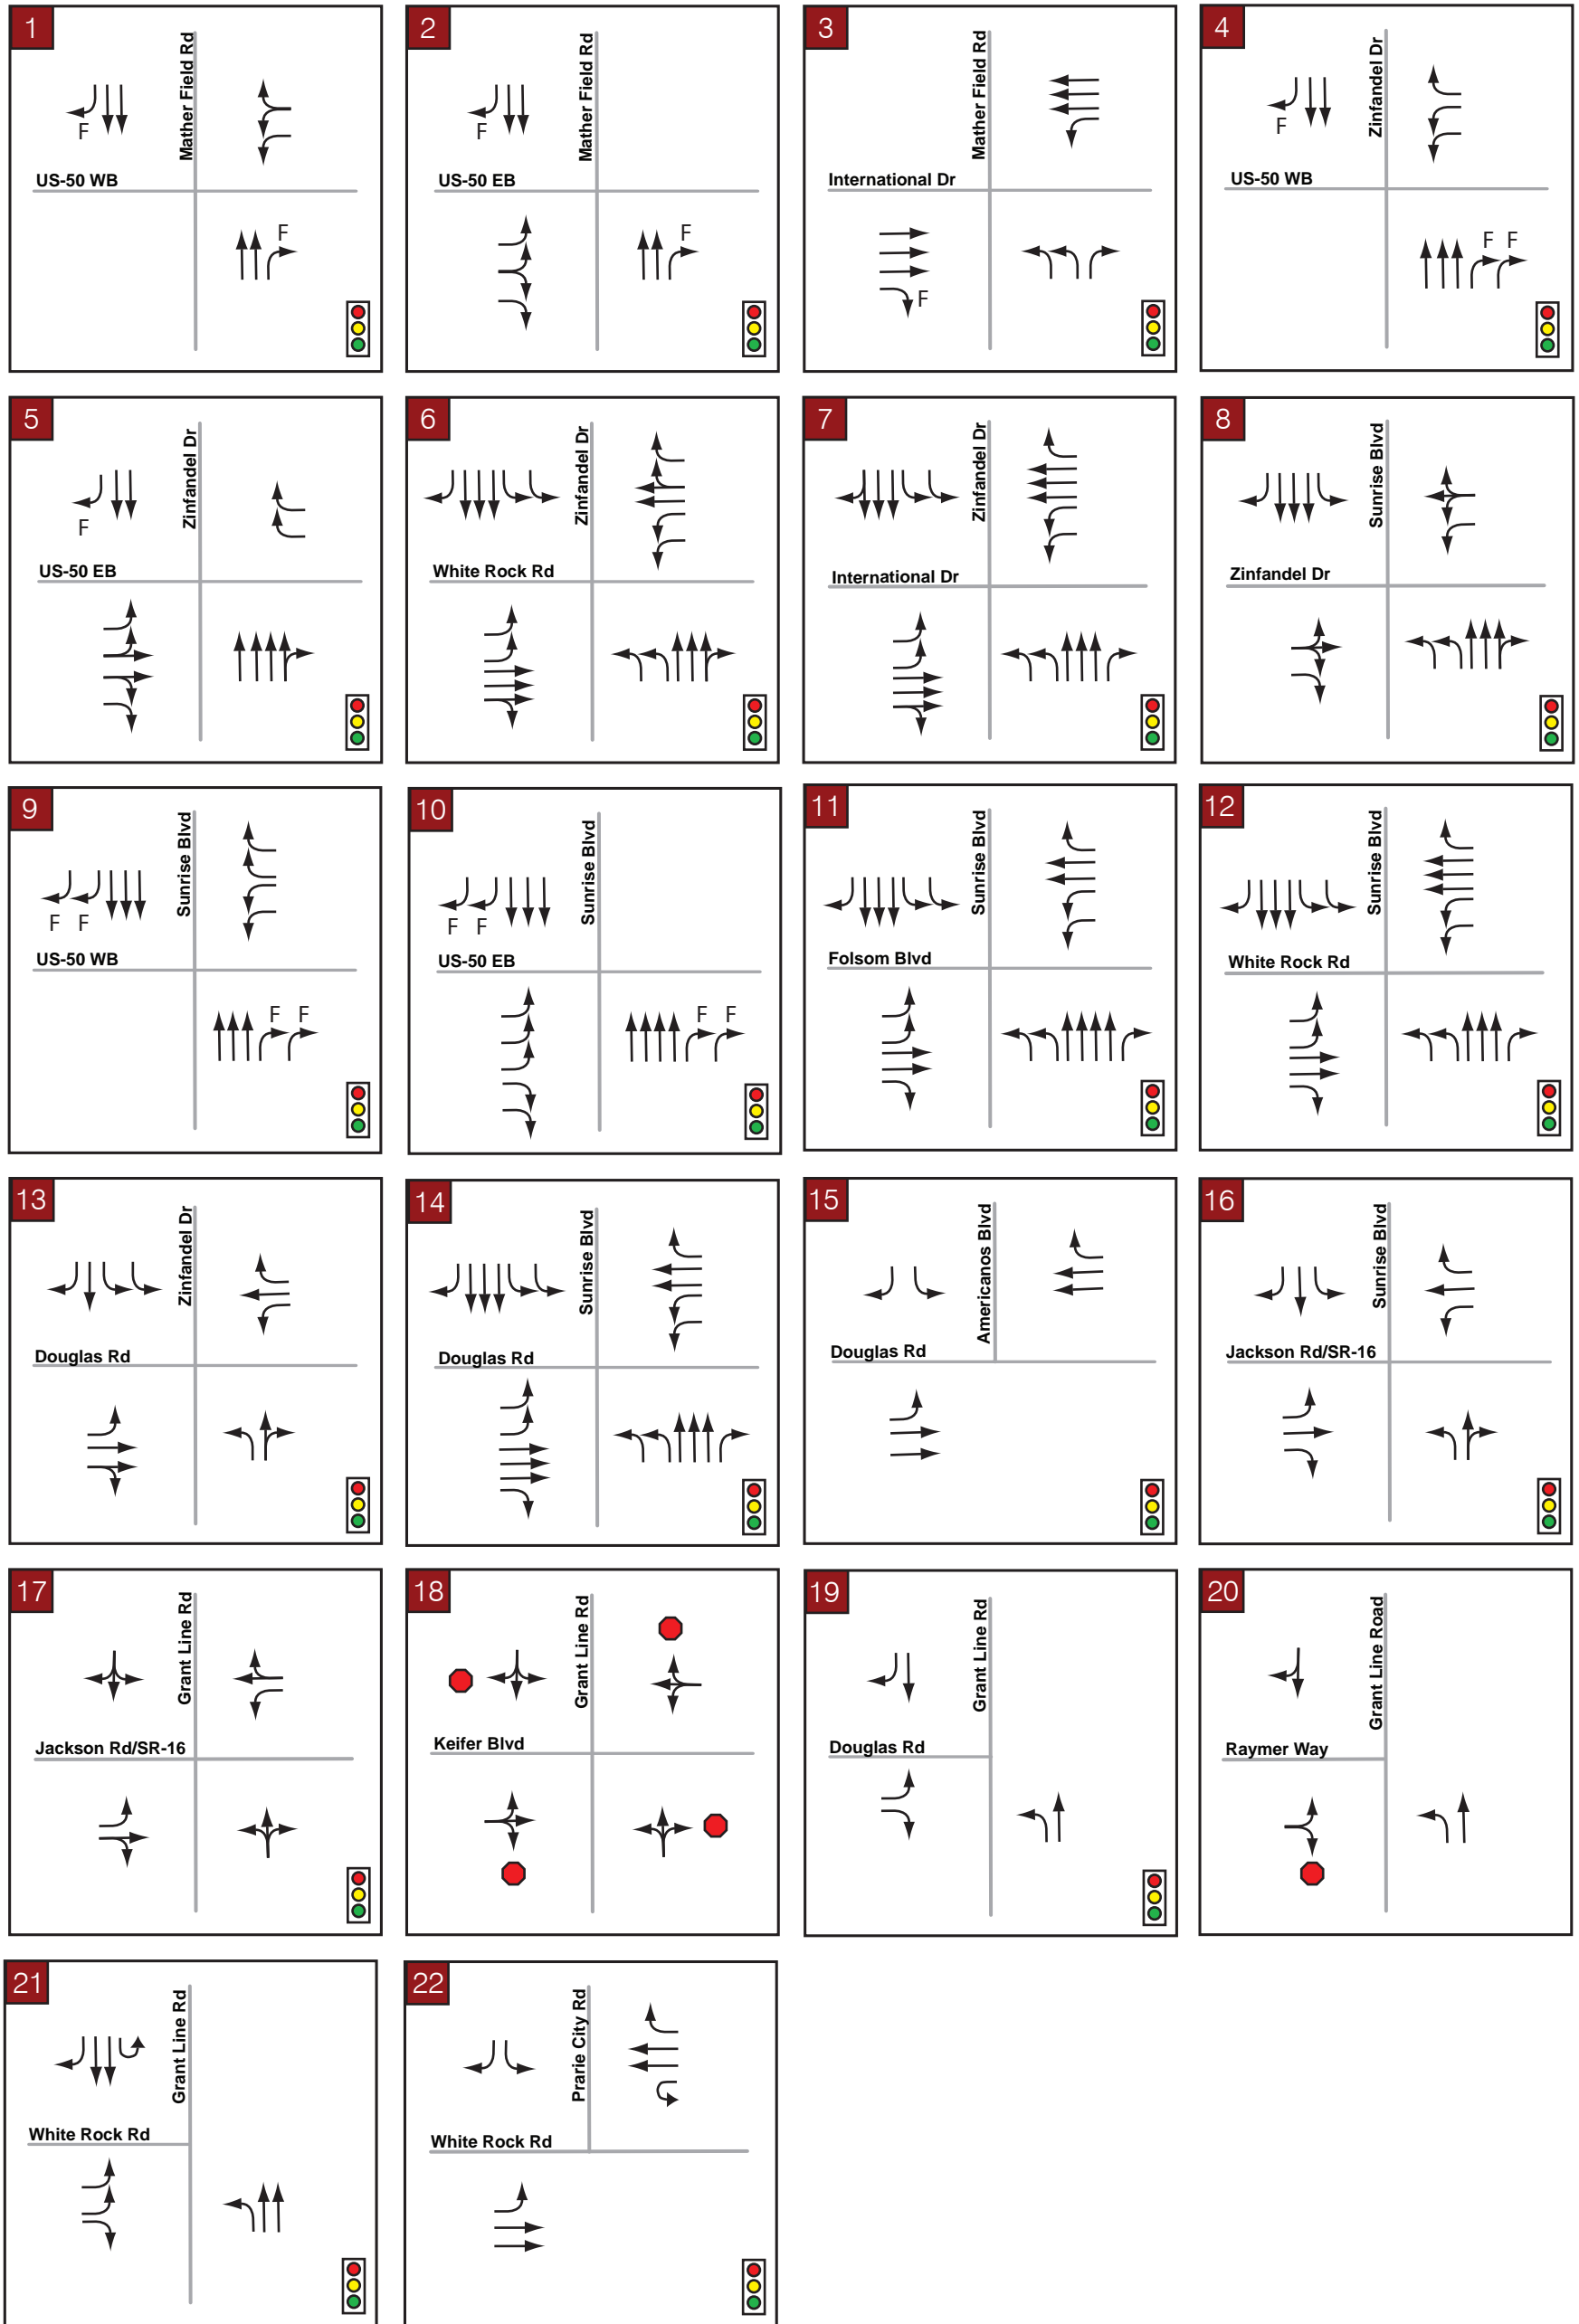 1
Mather Field Rd
F
US-50 WB
F
2
Mather Field Rd
F
US-50 EB
F
3
Mather Field Rd
International Dr
F
4
Zinfandel Dr
F
US-50 WB
F F
5
Zinfandel Dr
F
US-50 EB
6
Zinfandel Dr
White Rock Rd
7
Zinfandel Dr
International Dr
8
Sunrise Blvd
Zinfandel Dr
9
Sunrise Blvd
F F
US-50 WB
F F
10
Sunrise Blvd
F F
US-50 EB
F F
11
Sunrise Blvd
Folsom Blvd
12
Sunrise Blvd
White Rock Rd
13
Zinfandel Dr
Douglas Rd
14
Sunrise Blvd
Douglas Rd
15
Americanos Blvd
Douglas Rd
16
Sunrise Blvd
Jackson Rd/SR-16
17
Grant Line Rd
Jackson Rd/SR-16
18
Grant Line Rd
Keifer Blvd
19
Grant Line Rd
Douglas Rd
20
Grant Line Road
Raymer Way
21
Grant Line Rd
White Rock Rd
22
Prarie City Rd
White Rock Rd